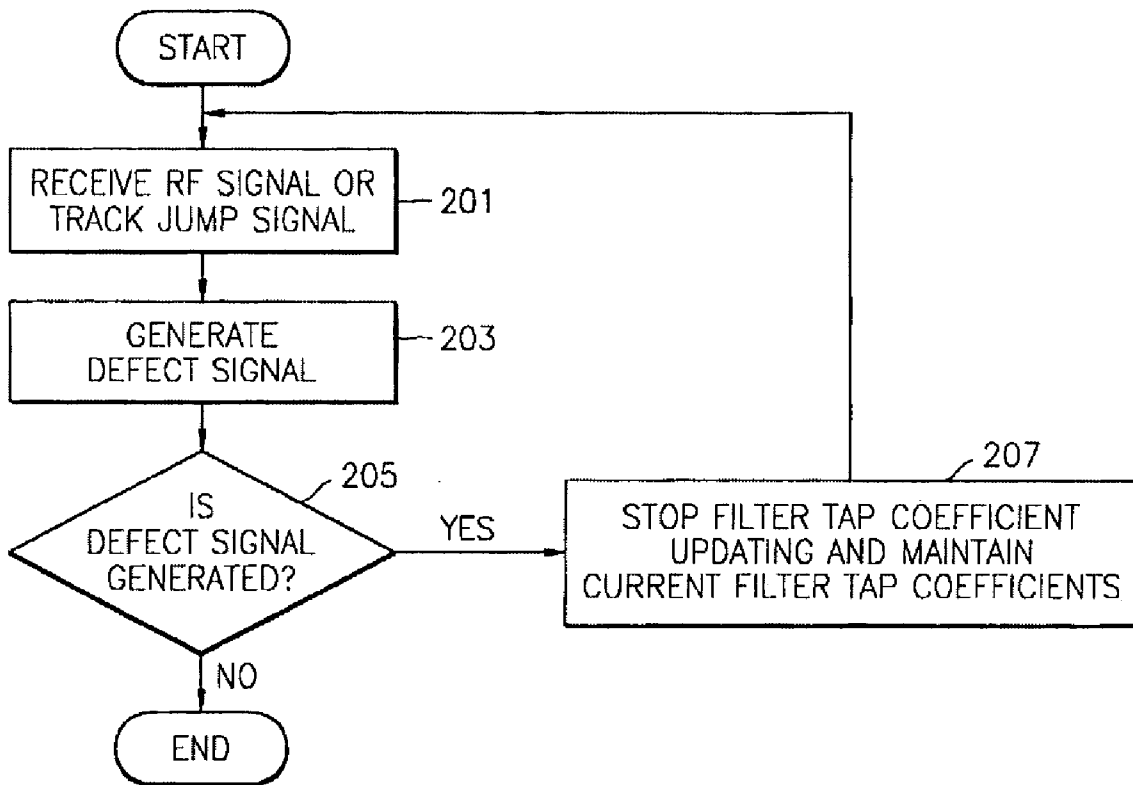 START
RECEIVE RF SIGNAL OR
TRACK JUMP SIGNAL
201
GENERATE
DEFECT SIGNAL
203
IS
DEFECT SIGNAL
GENERATED?
205
YES
207
STOP FILTER TAP COEFFICIENT
UPDATING AND MAINTAIN
CURRENT FILTER TAP COEFFICIENTS
NO
END